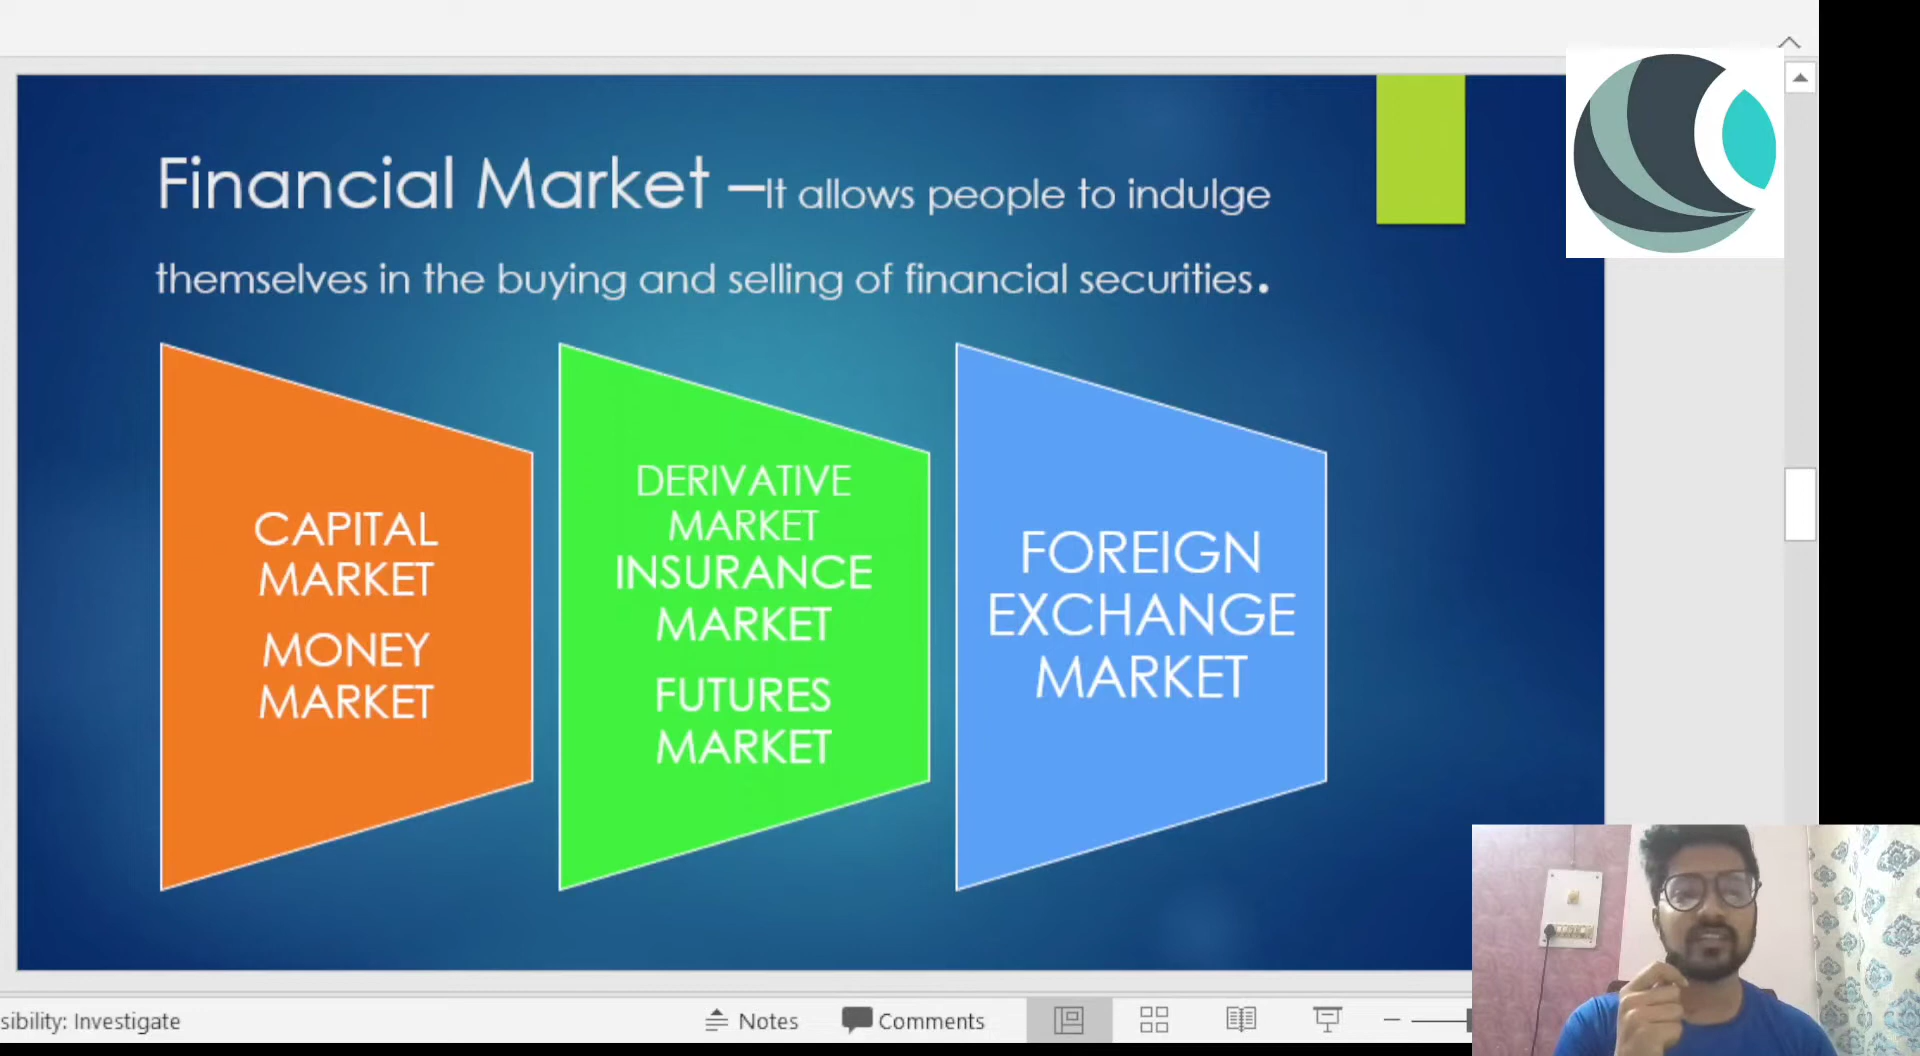 Financial Market –It allows people to indulge
themselves in the buying and selling of financial securities.
CAPITAL
MARKET
MONEY
MARKET
DERIVATIVE
MARKET
INSURANCE
MARKET
FUTURES
MARKET
FOREIGN
EXCHANGE
MARKET
sibility: Investigate
Notes
Comments